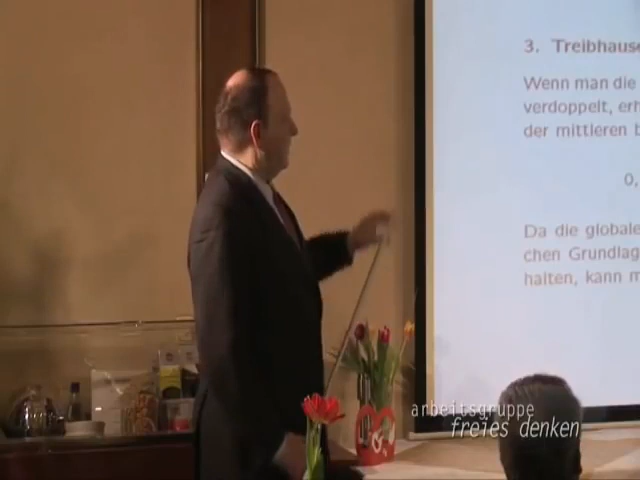 3. Treibhause
Wenn man die
verdoppelt, erh
der mittleren b
0,
Da die globale
chen Grundlag
halten, kann m
arbeitsgruppe
freies denken